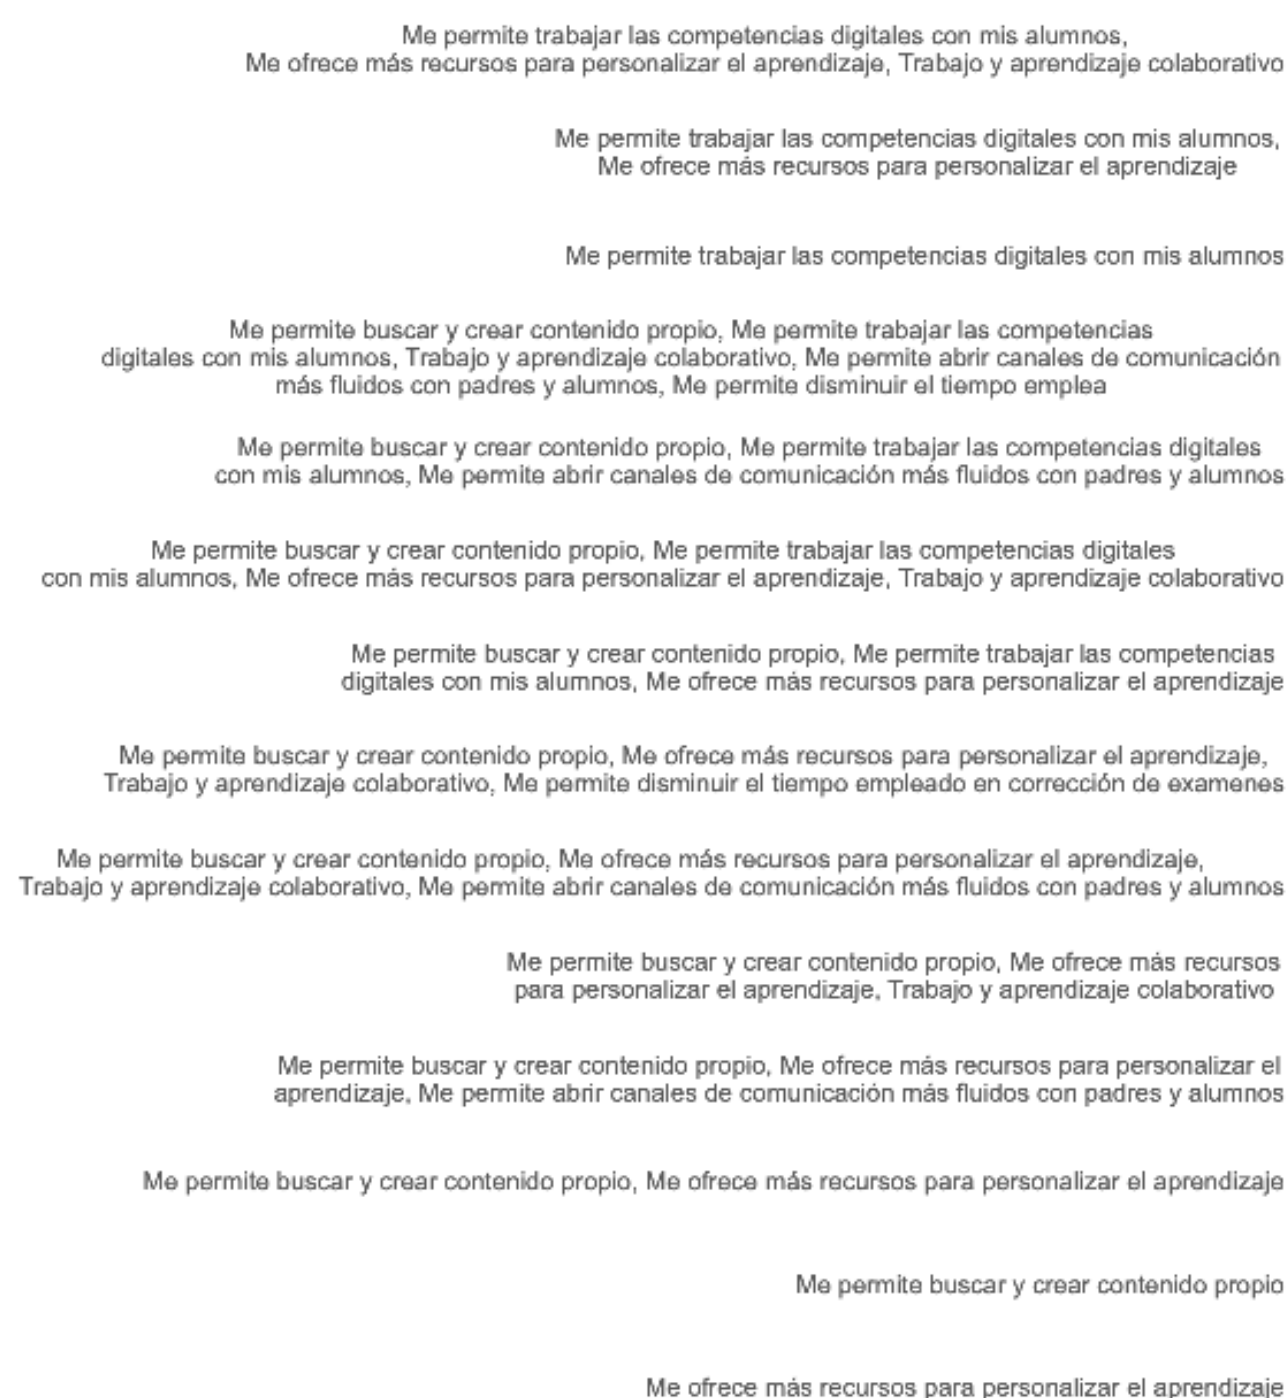 Me permite trabajar las competencias digitales con mis alumnos,
Me ofrece más recursos para personalizar el aprendizaje, Trabajo y aprendizaje colaborativo
Me permite trabajar las competencias digitales con mis alumnos,
Me ofrece más recursos para personalizar el aprendizaje
Me permite trabajar las competencias digitales con mis alumnos
Me permite buscar y crear contenido propio, Me permite trabajar las competencias
digitales con mis alumnos, Trabajo y aprendizaje colaborativo, Me permite abrir canales de comunicación
más fluidos con padres y alumnos, Me permite disminuir el tiempo emplea
Me permite buscar y crear contenido propio, Me permite trabajar las competencias digitales
con mis alumnos, Me permite abrir canales de comunicación más fluidos con padres y alumnos
Me permite buscar y crear contenido propio, Me permite trabajar las competencias digitales
con mis alumnos, Me ofrece más recursos para personalizar el aprendizaje, Trabajo y aprendizaje colaborativo
Me permite buscar y crear contenido propio, Me permite trabajar las competencias
digitales con mis alumnos, Me ofrece más recursos para personalizar el aprendizaje
Me permite buscar y crear contenido propio, Me ofrece más recursos para personalizar el aprendizaje,
Trabajo y aprendizaje colaborativo, Me permite disminuir el tiempo empleado en corrección de examenes
Me permite buscar y crear contenido propio, Me ofrece más recursos para personalizar el aprendizaje,
Trabajo y aprendizaje colaborativo, Me permite abrir canales de comunicación más fluidos con padres y alumnos
Me permite buscar y crear contenido propio, Me ofrece más recursos
para personalizar el aprendizaje, Trabajo y aprendizaje colaborativo
Me permite buscar y crear contenido propio, Me ofrece más recursos para personalizar el
aprendizaje, Me permite abrir canales de comunicación más fluidos con padres y alumnos
Me permite buscar y crear contenido propio, Me ofrece más recursos para personalizar el aprendizaje
Me permite buscar y crear contenido propio
Me ofrece más recursos para personalizar el aprendizaje